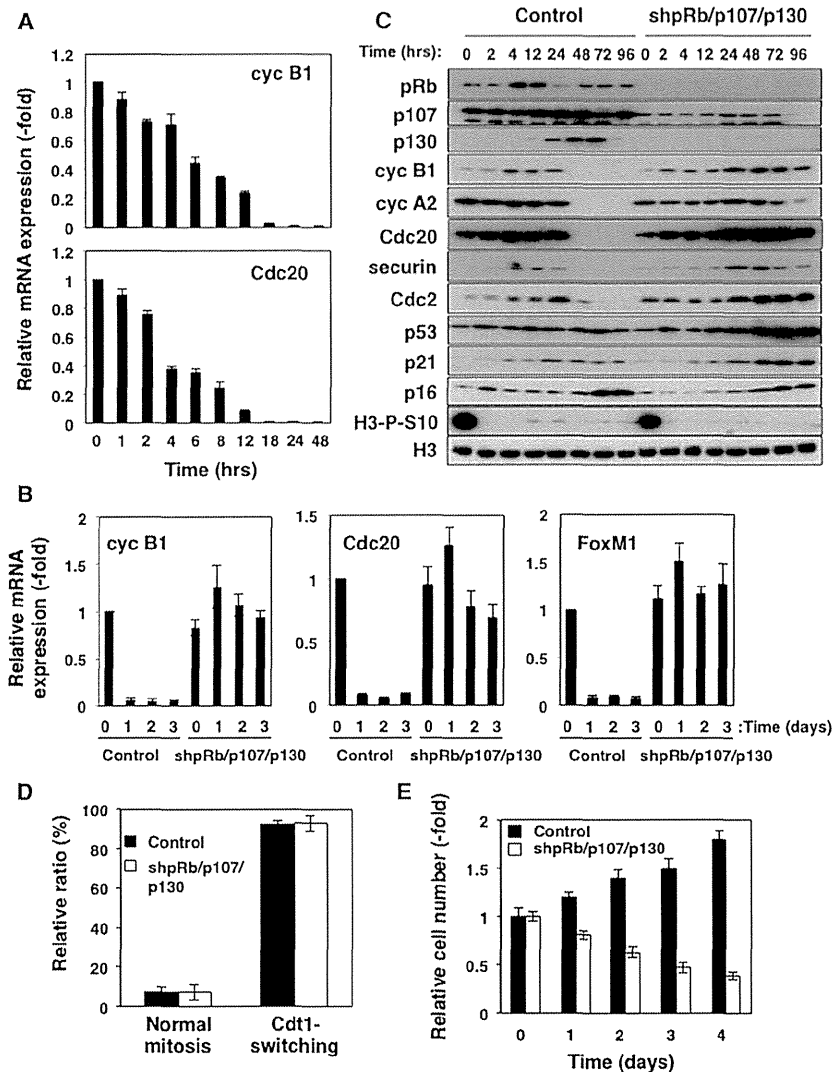 A
Relative mRNA expression (-fold)
1.2
1
0.8
0.6
0.4
0.2
0
cyc B1
1.2
1
0.8
0.6
0.4
0.2
0
Cdc20
0 1 2 4 6 8 12 18 24 48
Time (hrs)
C
Control
shpRb/p107/p130
Time (hrs): 0 2 4 12 24 48 72 96 0 2 4 12 24 48 72 96
pRb
p107
p130
cyc B1
cyc A2
Cdc20
securin
Cdc2
p53
p21
p16
H3-P-S10
H3
B
Relative mRNA
expression (-fold)
2
1.5
1
0.5
0
cyc B1
0 1 2 3 0 1 2 3
Control shpRb/p107/p130
1.5
1
0.5
0
Cdc20
0 1 2 3 0 1 2 3
Control shpRb/p107/p130
2
1.5
1
0.5
0
FoxM1
0 1 2 3 0 1 2 3 :Time (days)
Control shpRb/p107/p130
D
Relative ratio (%)
100
80
60
40
20
0
Control
shpRb/p107/
p130
Normal
mitosis
Cdt1-
switching
E
Relative cell number (-fold)
2
1.5
1
0.5
0
Control
shpRb/p107/p130
0 1 2 3 4
Time (days)